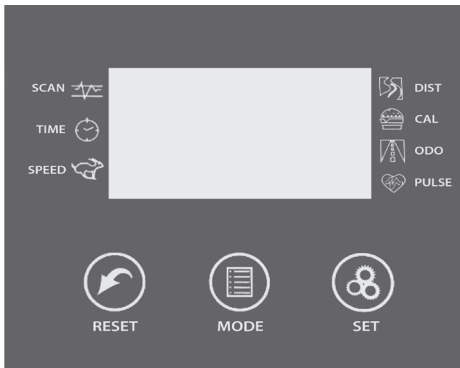 SCAN
TIME
SPEED
DIST
CAL
ODO
PULSE
RESET
MODE
SET